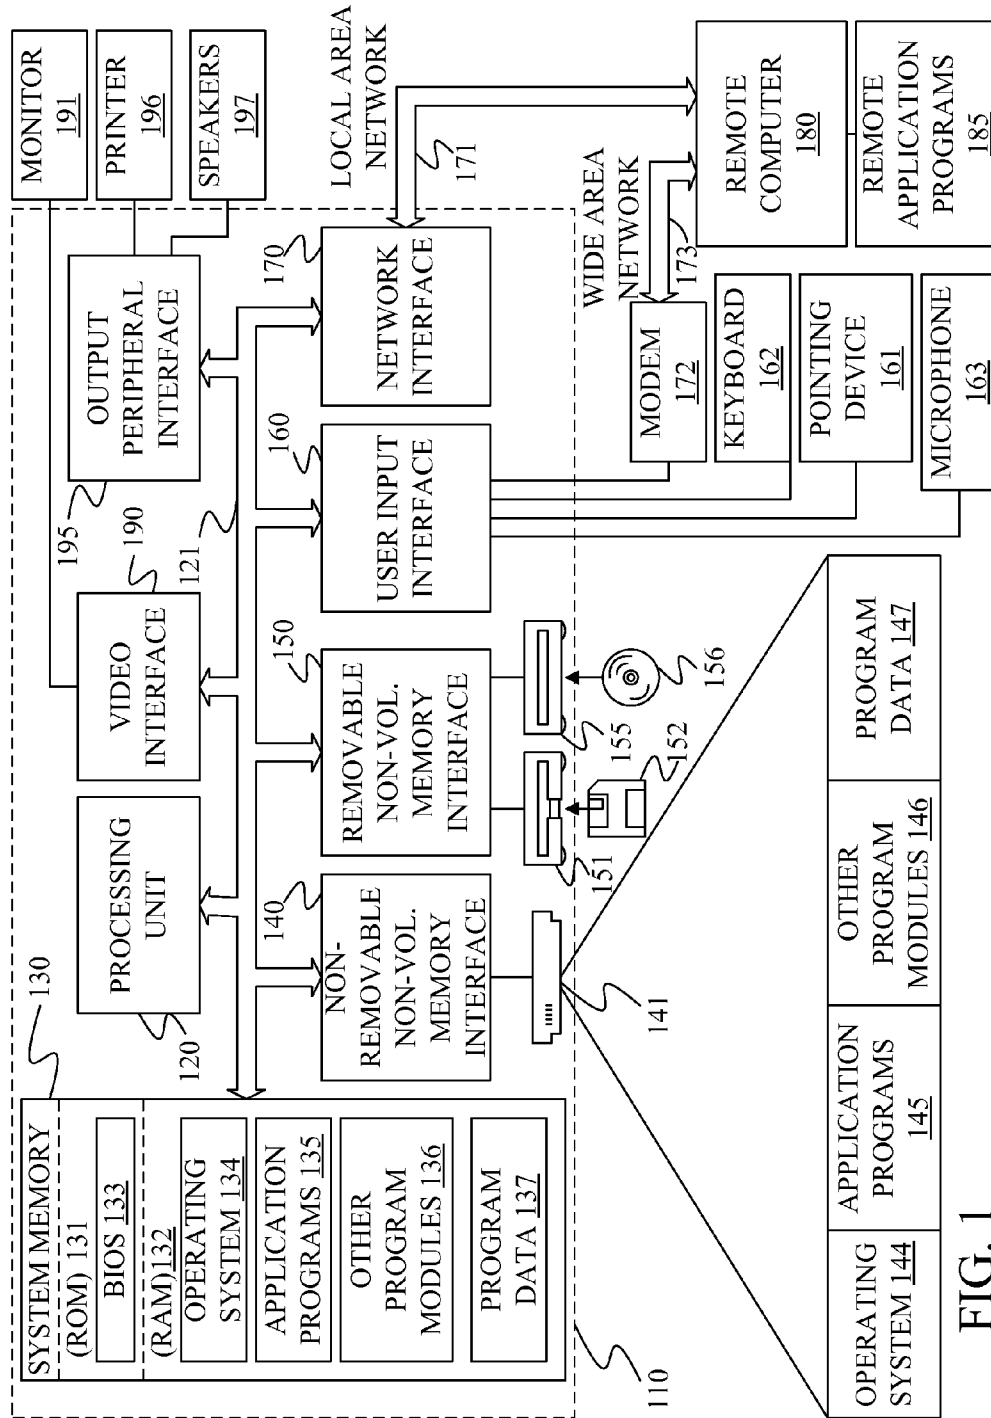 SYSTEM MEMORY
(ROM) 131
BIOS 133
(RAM)132
OPERATING
SYSTEM 134
APPLICATION
PROGRAMS 135
OTHER
PROGRAM
MODULES 136
PROGRAM
DATA 137
130
110
PROCESSING
UNIT
120
VIDEO
INTERFACE
190
121
OUTPUT
PERIPHERAL
INTERFACE
195
MONITOR
191
PRINTER
196
SPEAKERS
197
NON-
REMOVABLE
NON-VOL.
MEMORY
INTERFACE
140
REMOVABLE
NON-VOL.
MEMORY
INTERFACE
150
USER INPUT
INTERFACE
160
NETWORK
INTERFACE
170
LOCAL AREA
NETWORK
171
141
151
152
155
156
WIDE AREA
NETWORK
173
MODEM
172
KEYBOARD
162
POINTING
DEVICE
161
MICROPHONE
163
REMOTE
COMPUTER
180
REMOTE
APPLICATION
PROGRAMS
185
OPERATING
SYSTEM 144
APPLICATION
PROGRAMS
145
OTHER
PROGRAM
MODULES 146
PROGRAM
DATA 147
FIG. 1